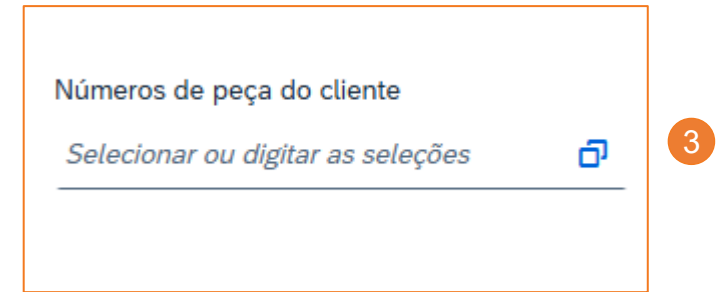 Números de peça do cliente
Selecionar ou digitar as seleções
3